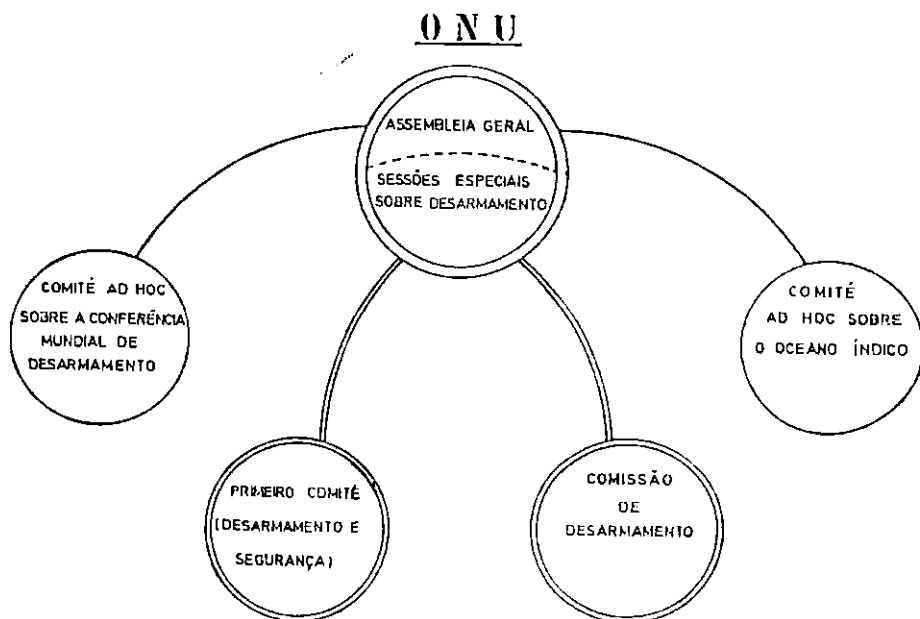 O N U
ASSEMBLEIA GERAL
SESSÕES ESPECIAIS
SOBRE DESARMAMENTO
COMITÉ AD HOC
SOBRE A CONFERÊNCIA
MUNDIAL DE
DESARMAMENTO
COMITÉ
AD HOC SOBRE
O OCEANO ÍNDICO
PRIMEIRO COMITÉ
(DESARMAMENTO E
SEGURANÇA)
COMISSÃO
DE
DESARMAMENTO